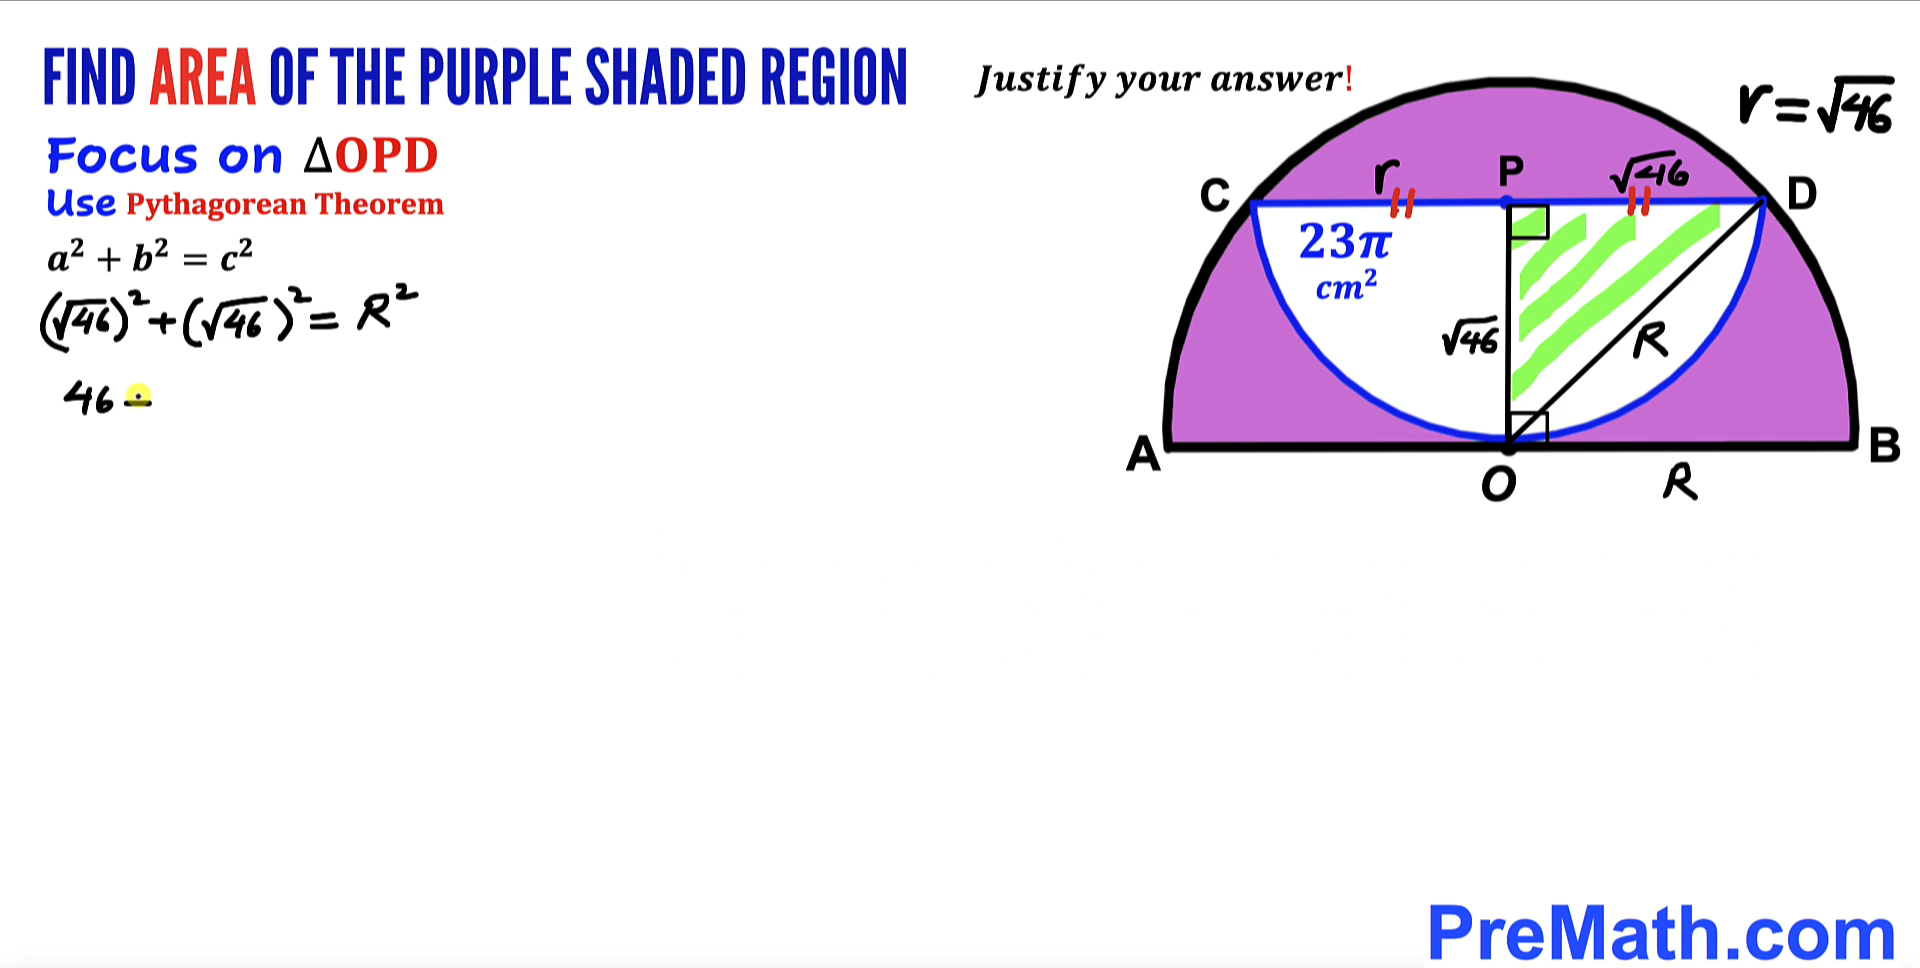 FIND AREA OF THE PURPLE SHADED REGION
Justify your answer!
r=√46
Focus on ΔOPD
Use Pythagorean Theorem
a² + b² = c²
(√46)²+(√46)²= R²
46
C
r
P
√46
D
23π
cm²
√46
R
A
B
O
R
PreMath.com